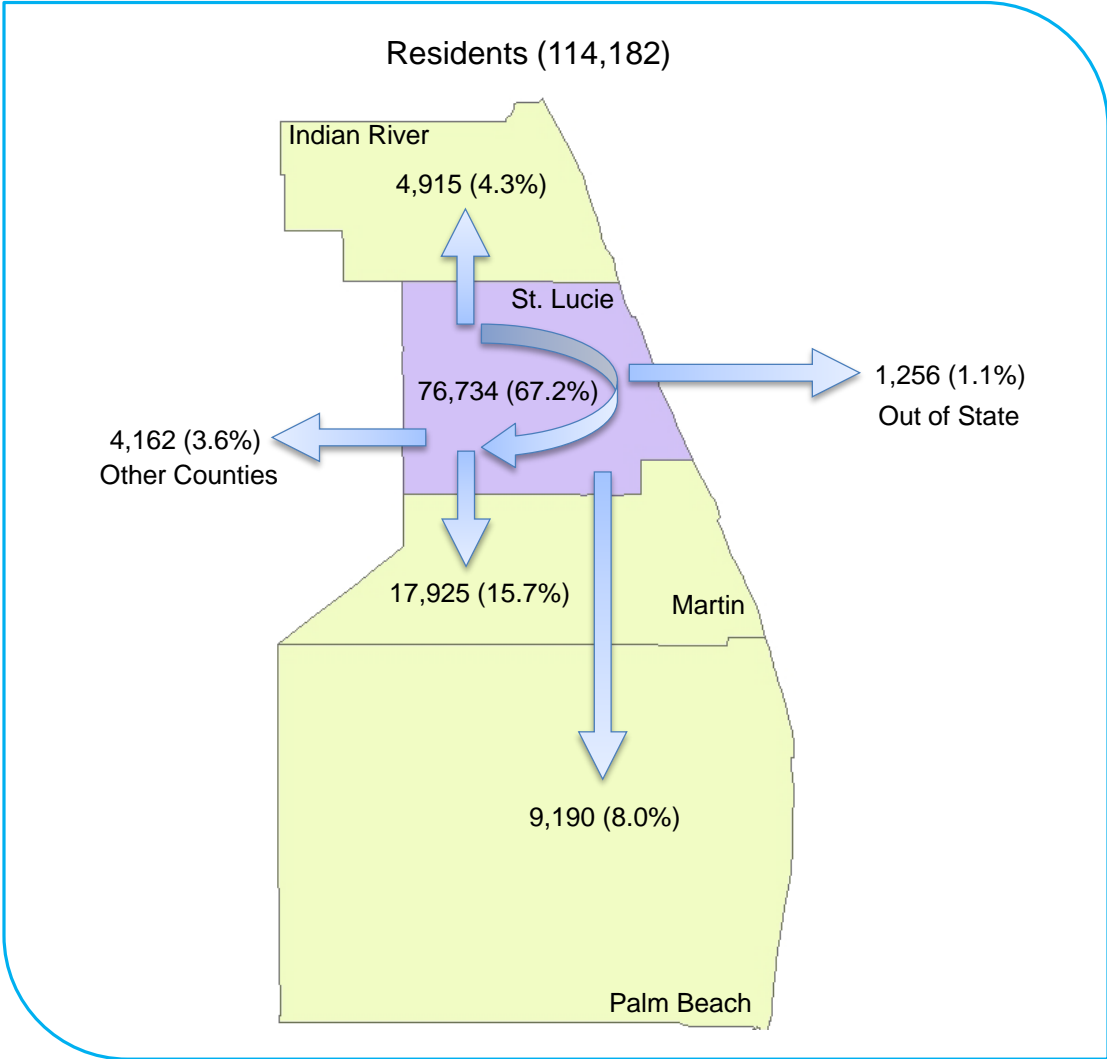 Residents (114,182)
Indian River
4,915 (4.3%)
St. Lucie
76,734 (67.2%)
1,256 (1.1%)
Out of State
4,162 (3.6%)
Other Counties
17,925 (15.7%)
Martin
9,190 (8.0%)
Palm Beach